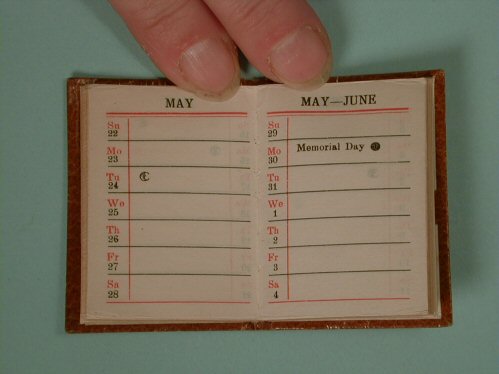 MAY
Su
22
Mo
23
Tu
24
We
25
Th
26
Fr
27
Sa
28
MAY—JUNE
Su
29
Mo
30 Memorial Day
Tu
31
We
1
Th
2
Fr
3
Sa
4